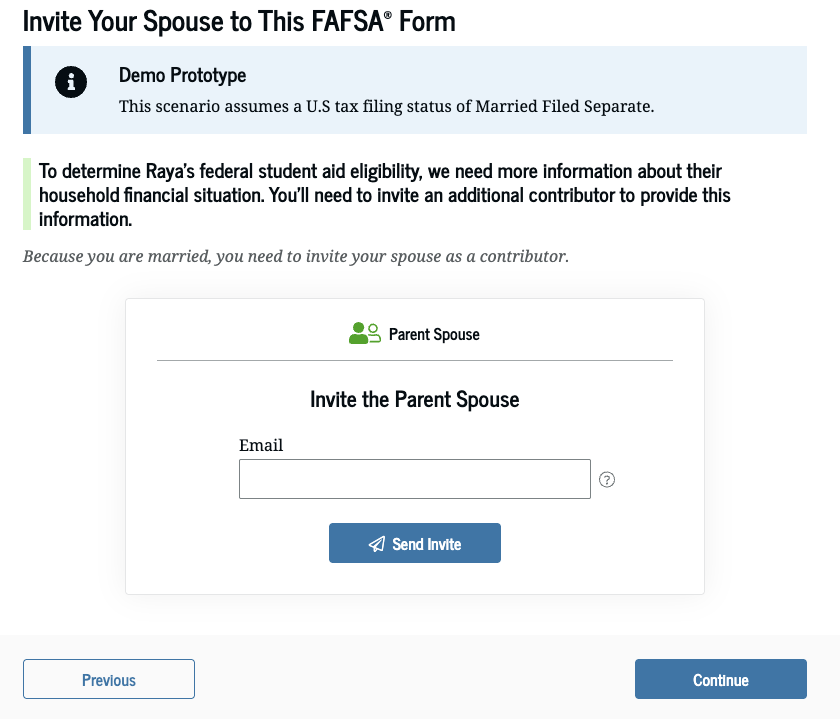 Invite Your Spouse to This FAFSA® Form
Demo Prototype
This scenario assumes a U.S tax filing status of Married Filed Separate.
To determine Raya's federal student aid eligibility, we need more information about their
household financial situation. You'll need to invite an additional contributor to provide this
information.
Because you are married, you need to invite your spouse as a contributor.
Parent Spouse
Invite the Parent Spouse
Email
?
Send Invite
Previous
Continue